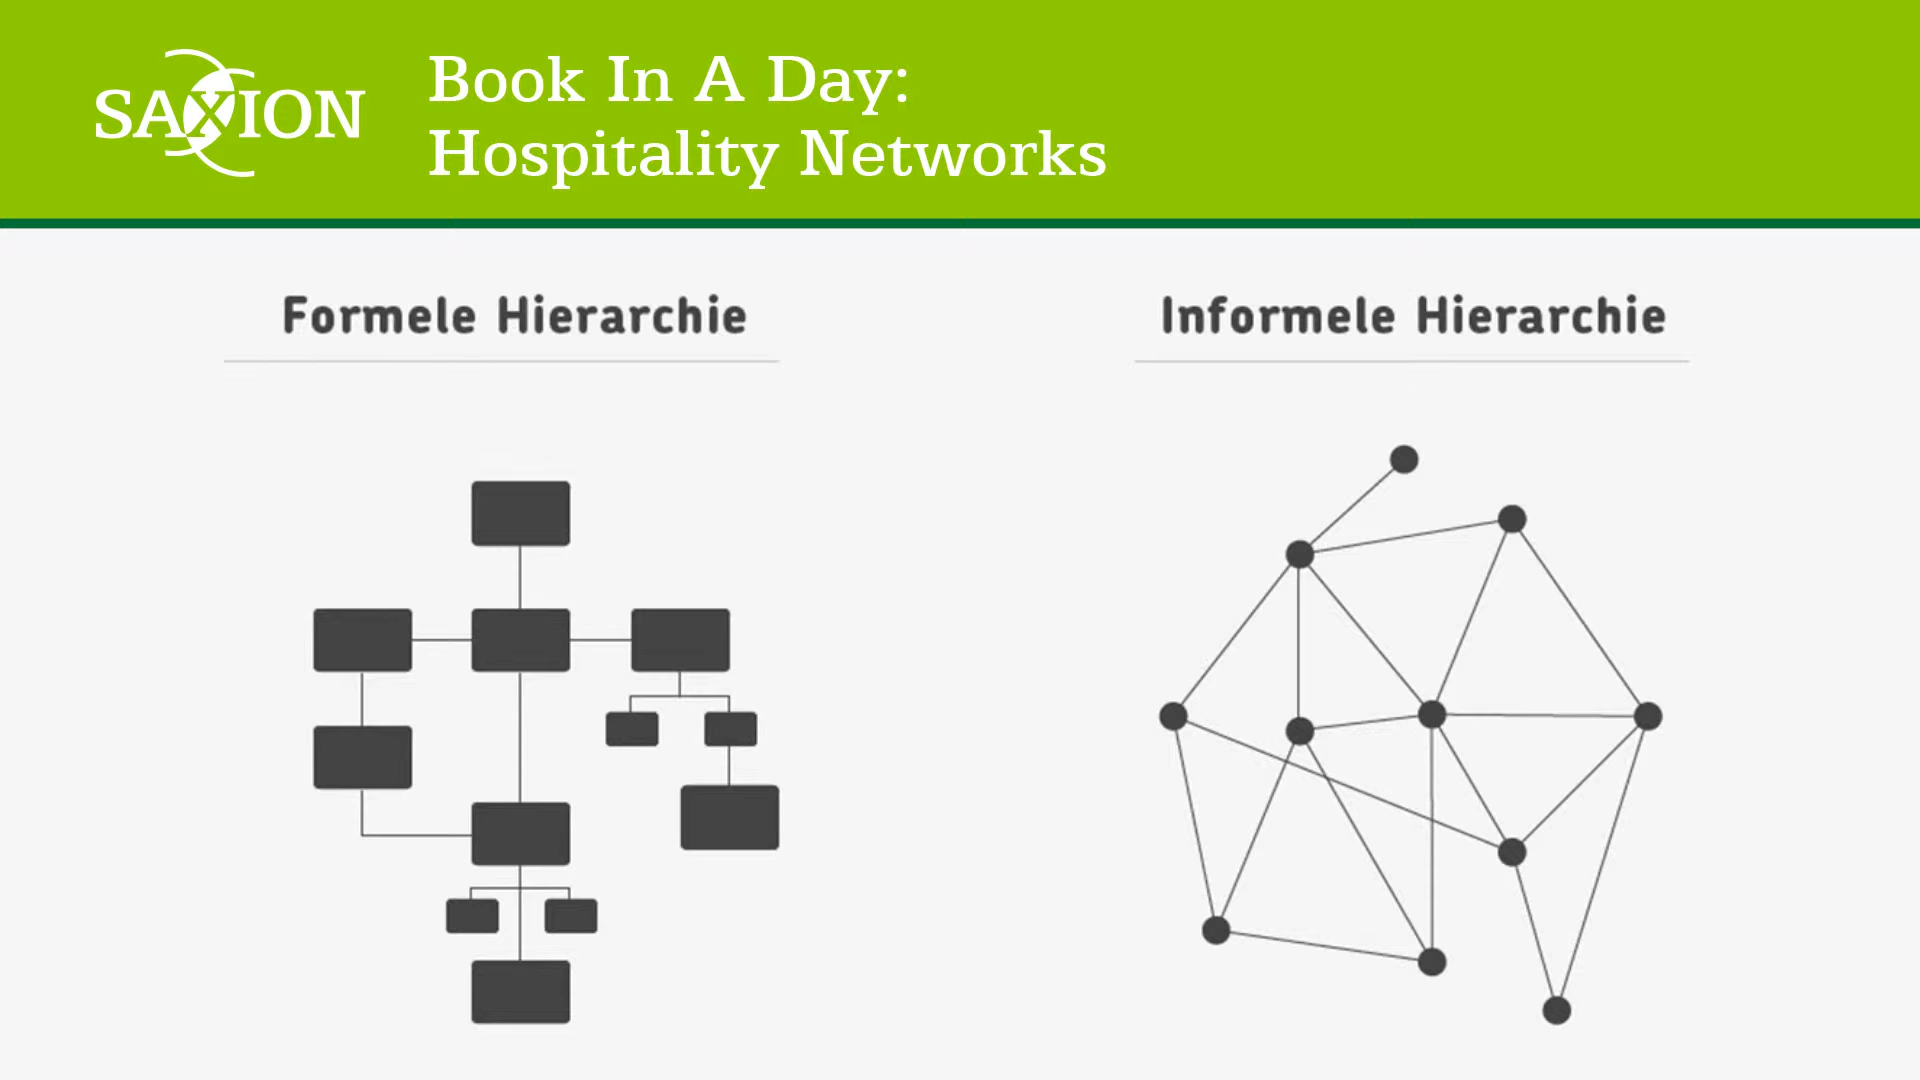 SAXION
Book In A Day:
Hospitality Networks
Formele Hierarchie
Informele Hierarchie